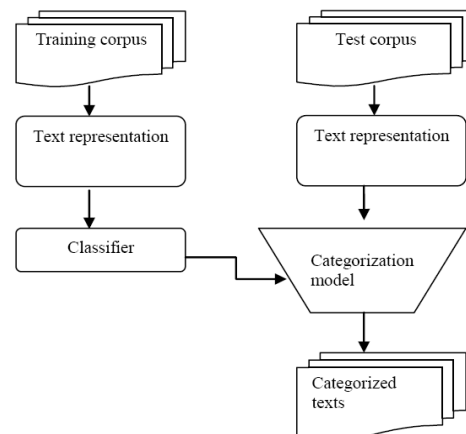 Training corpus
Test corpus
Text representation
Text representation
Classifier
Categorization
model
Categorized
texts